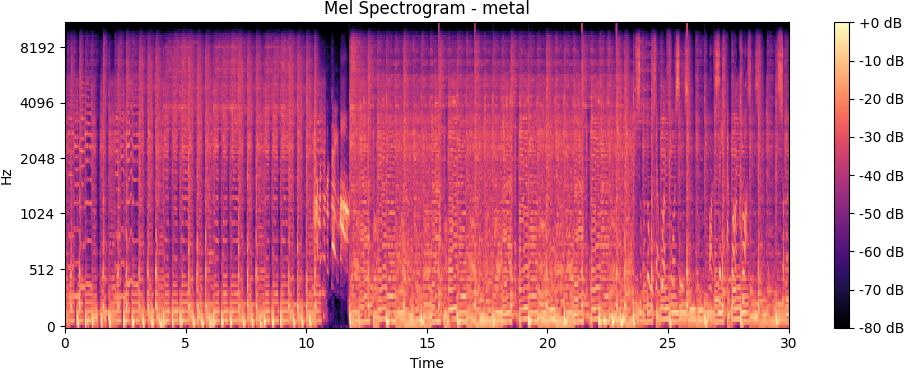 Mel Spectrogram - metal
Hz
8192
4096
2048
1024
512
0
0 5 10 15 20 25 30
Time
+0 dB
-10 dB
-20 dB
-30 dB
-40 dB
-50 dB
-60 dB
-70 dB
-80 dB